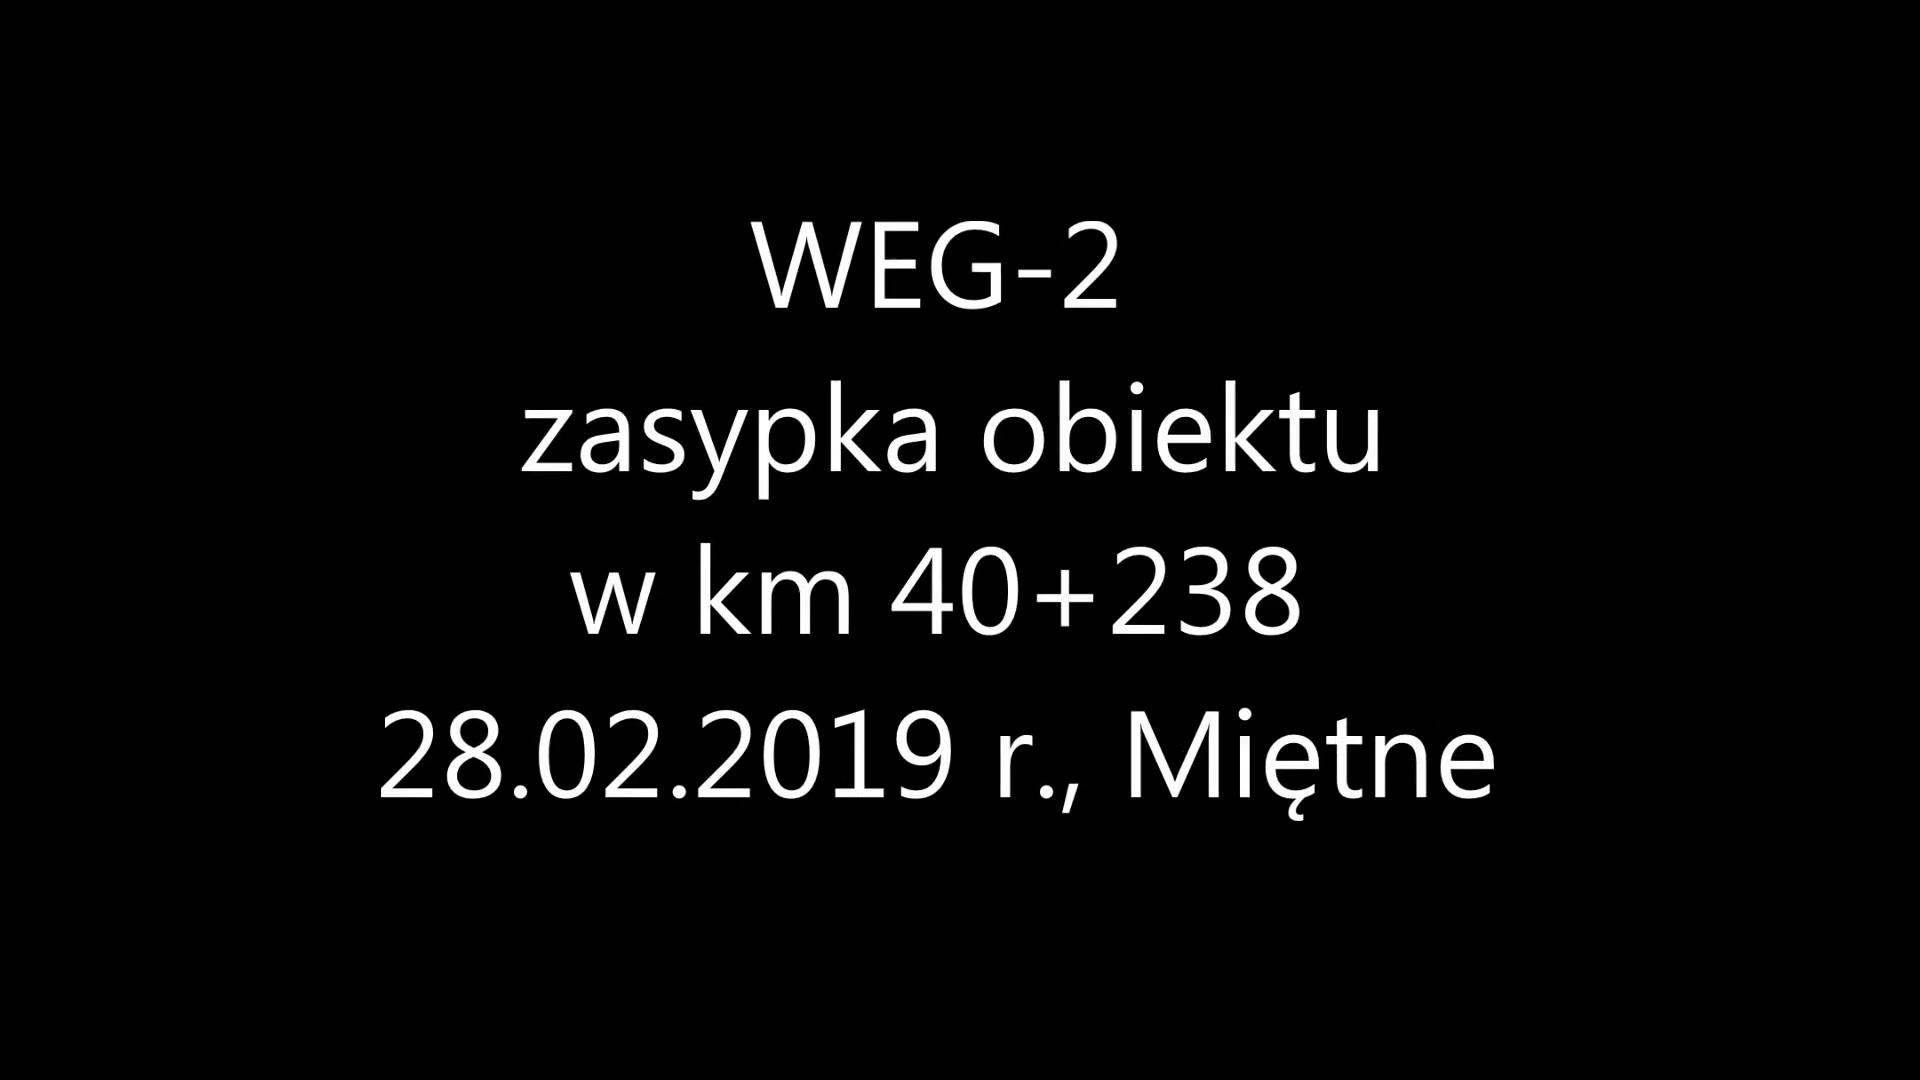 WEG-2
zasypka obiektu
w km 40+238
28.02.2019 r., Miętne